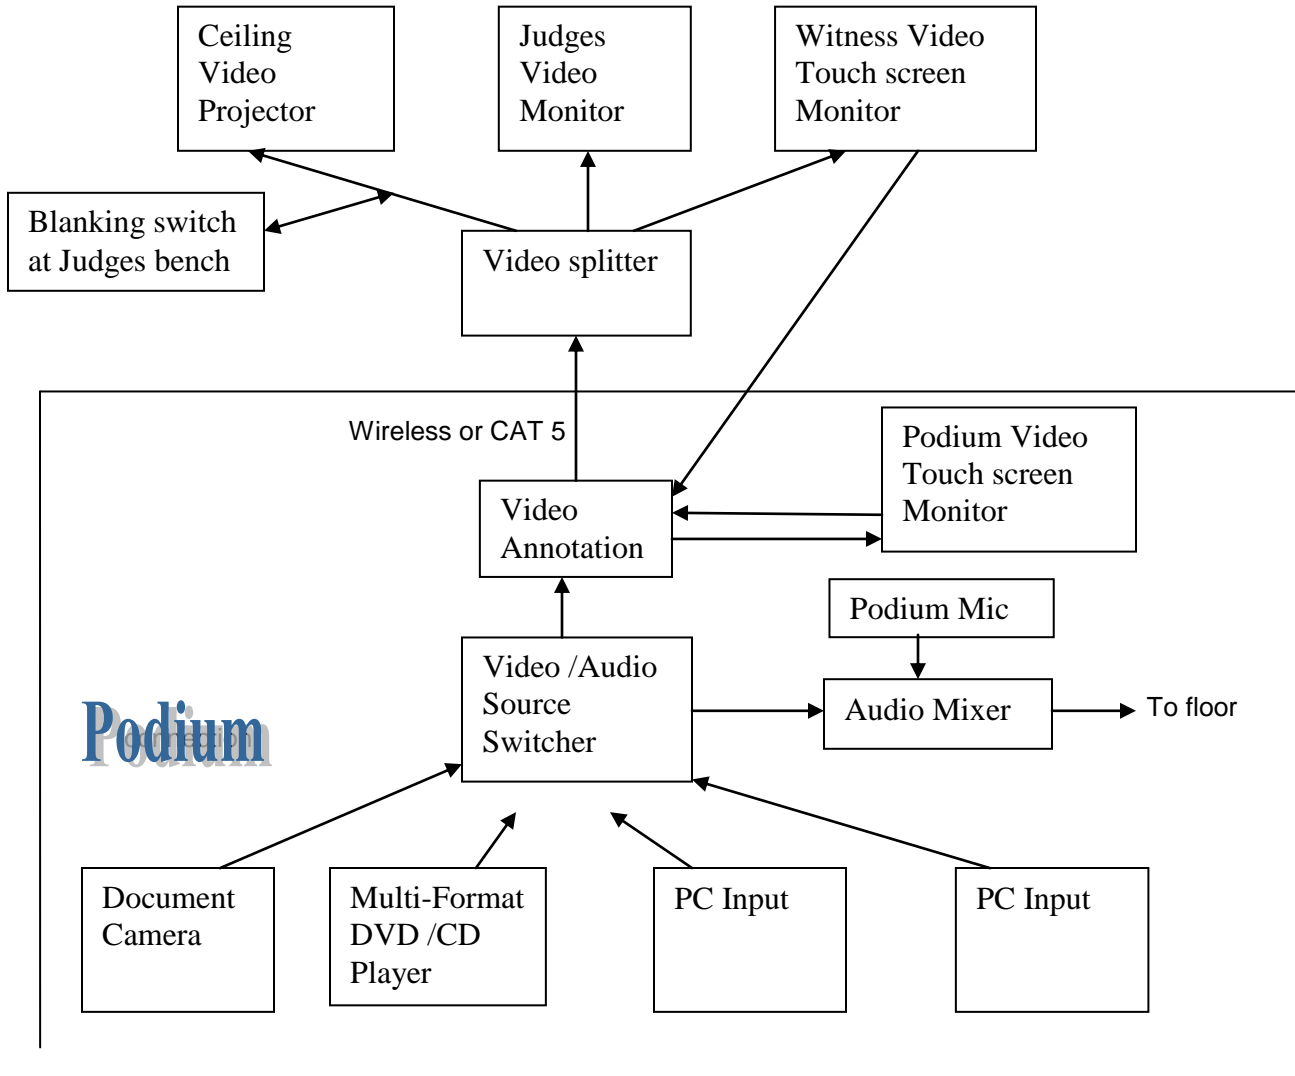 Ceiling
Video
Projector
Judges
Video
Monitor
Witness Video
Touch screen
Monitor
Blanking switch
at Judges bench
Video splitter
Wireless or CAT 5
Podium Video
Touch screen
Monitor
Video
Annotation
Podium Mic
Video /Audio
Source
Switcher
Audio Mixer
To floor
Podium
connection
Document
Camera
Multi-Format
DVD /CD
Player
PC Input
PC Input